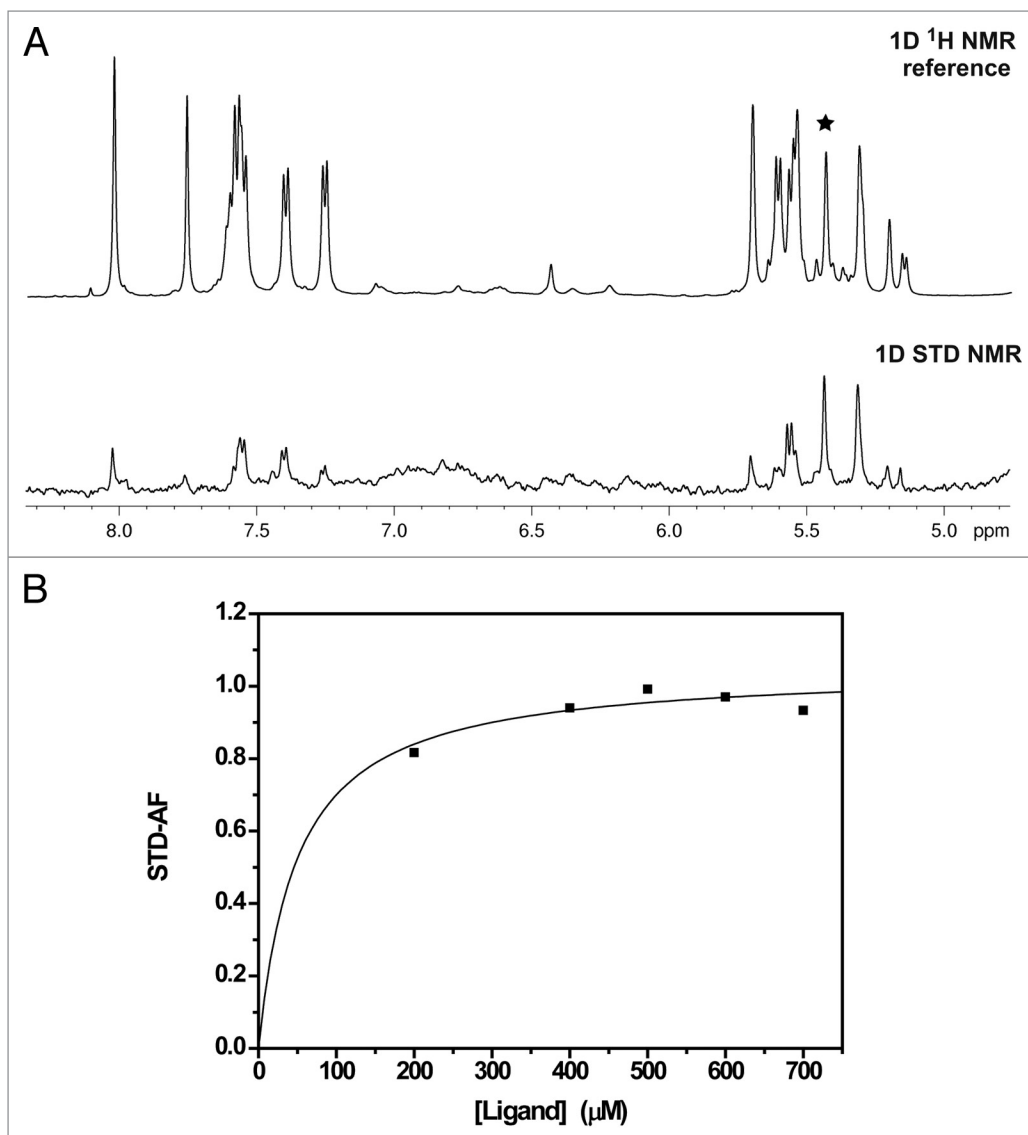 A
1D ¹H NMR
reference
★
1D STD NMR
8.0 7.5 7.0 6.5 6.0 5.5 5.0 ppm
B
1.2
1.0
0.8
0.6
0.4
0.2
0.0
STD-AF
0 100 200 300 400 500 600 700
[Ligand] (μM)